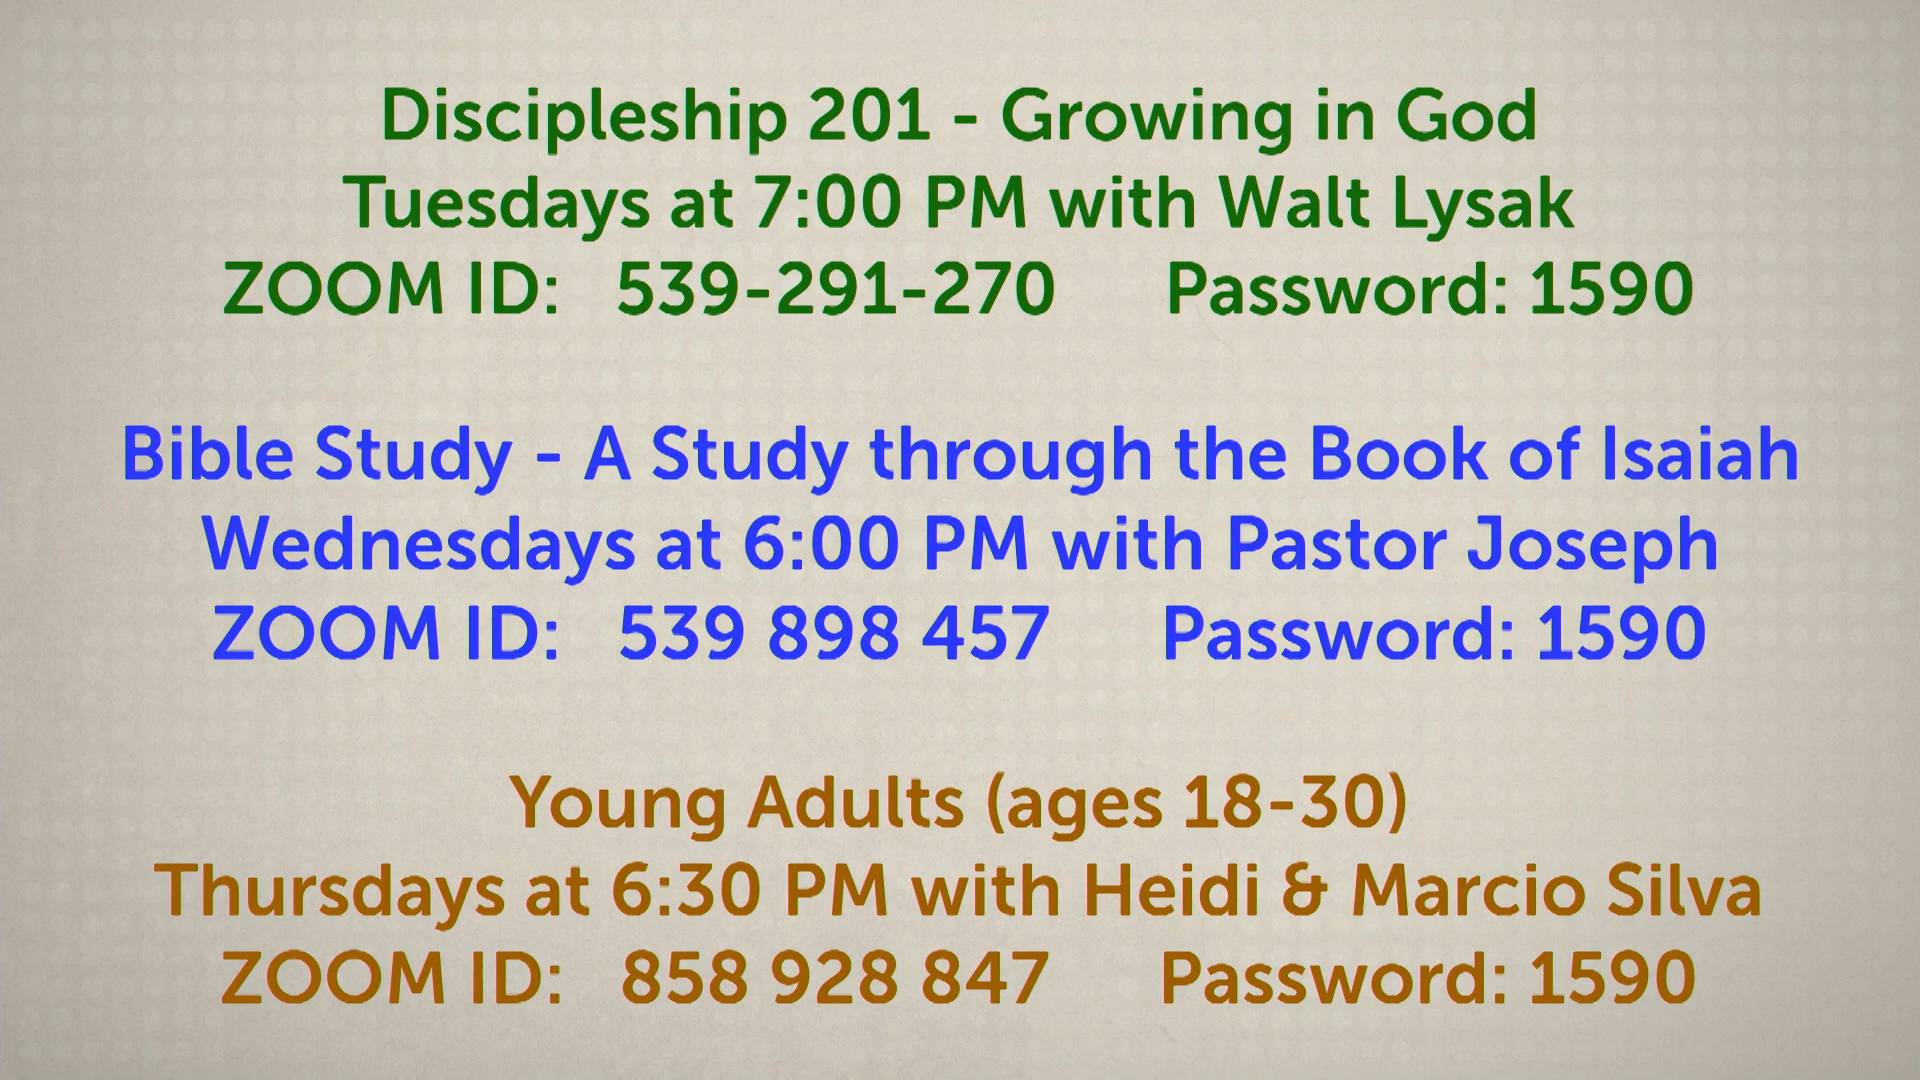 Discipleship 201 - Growing in God
Tuesdays at 7:00 PM with Walt Lysak
ZOOM ID: 539-291-270 Password: 1590
Bible Study - A Study through the Book of Isaiah
Wednesdays at 6:00 PM with Pastor Joseph
ZOOM ID: 539 898 457 Password: 1590
Young Adults (ages 18-30)
Thursdays at 6:30 PM with Heidi & Marcio Silva
ZOOM ID: 858 928 847 Password: 1590